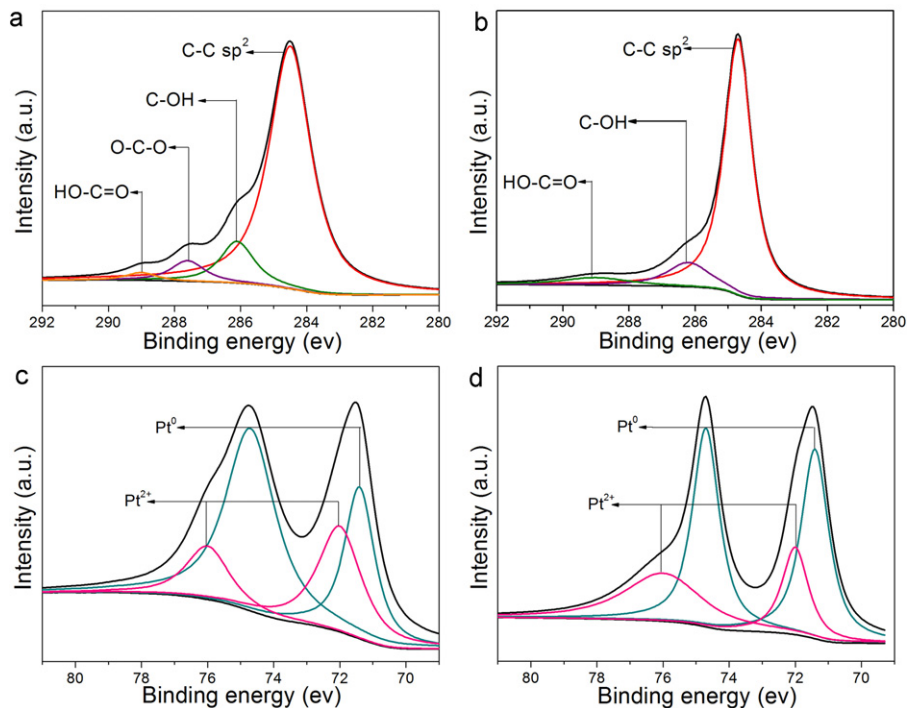 a
C-C sp²
C-OH
O-C-O
HO-C=O
Intensity (a.u.)
292 290 288 286 284 282 280
Binding energy (ev)
b
C-C sp²
C-OH
HO-C=O
Intensity (a.u.)
292 290 288 286 284 282 280
Binding energy (ev)
c
Pt⁰
Pt²⁺
Intensity (a.u.)
80 78 76 74 72 70
Binding energy (ev)
d
Pt⁰
Pt²⁺
Intensity (a.u.)
80 78 76 74 72 70
Binding energy (ev)